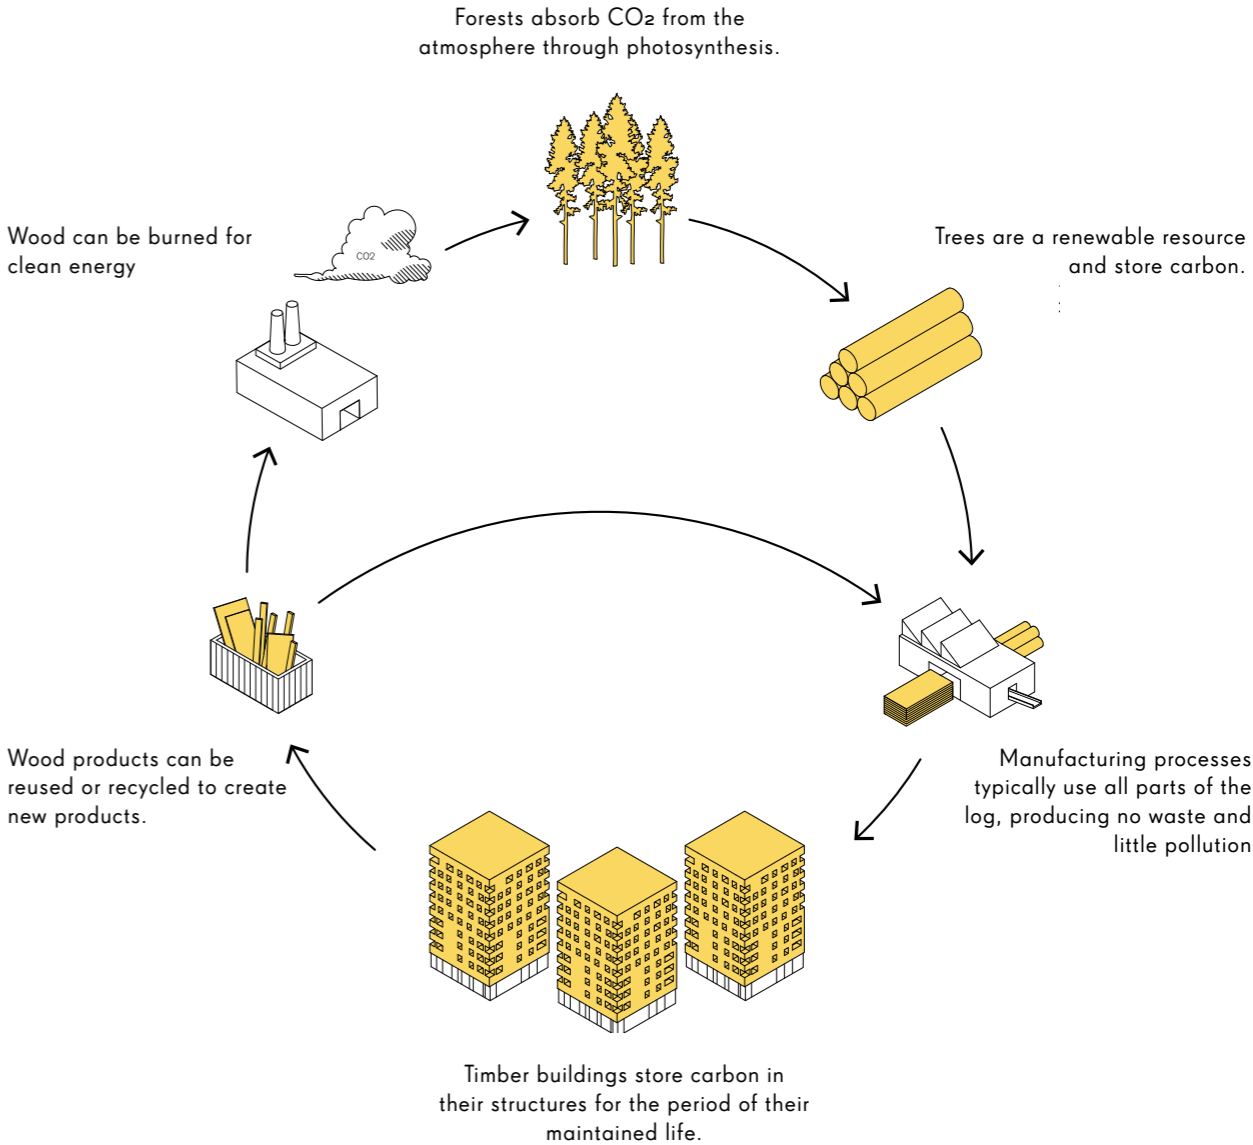 Forests absorb CO2 from the
atmosphere through photosynthesis.
Wood can be burned for
clean energy
CO2
Trees are a renewable resource
and store carbon.
Wood products can be
reused or recycled to create
new products.
Manufacturing processes
typically use all parts of the
log, producing no waste and
little pollution
Timber buildings store carbon in
their structures for the period of their
maintained life.